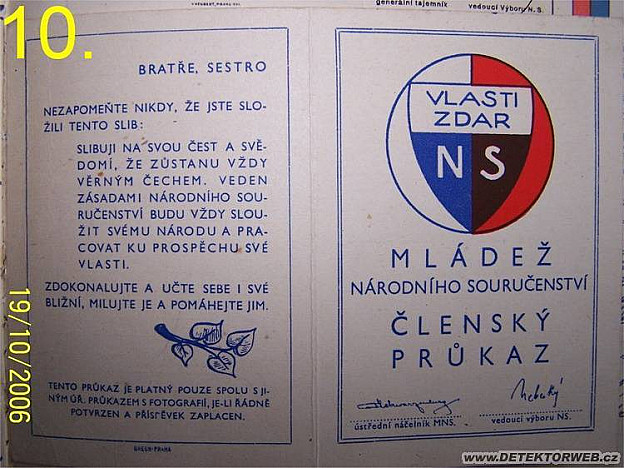 generální tajemník
vedoucí Výboru N. S.
10.
BRATŘE, SESTRO
NEZAPOMEŇTE NIKDY, ŽE JSTE SLO-
ŽILI TENTO SLIB:
SLIBUJI NA SVOU ČEST A SVĚ-
DOMÍ, ŽE ZŮSTANU VŽDY
VĚRNÝM ČECHEM. VEDEN
ZÁSADAMI NÁRODNÍHO SOU-
RUČENSTVÍ BUDU VŽDY SLOU-
ŽIT SVÉMU NÁRODU A PRA-
COVAT KU PROSPĚCHU SVÉ
VLASTI.
ZDOKONALUJTE A UČTE SEBE I SVÉ
BLIŽNÍ, MILUJTE JE A POMÁHEJTE JIM.
TENTO PRŮKAZ JE PLATNÝ POUZE SPOLU S JI-
NÝM ÚŘ. PRŮKAZEM S FOTOGRAFIÍ, JE-LI ŘÁDNĚ
POTVRZEN A PŘÍSPĚVEK ZAPLACEN.
VLASTI
ZDAR
NS
MLÁDEŽ
NÁRODNÍHO SOURUČENSTVÍ
ČLENSKÝ
PRŮKAZ
ústřední náčelník MNS.
vedoucí výboru NS.
19/10/2006
WWW.DETEKTORWEB.CZ